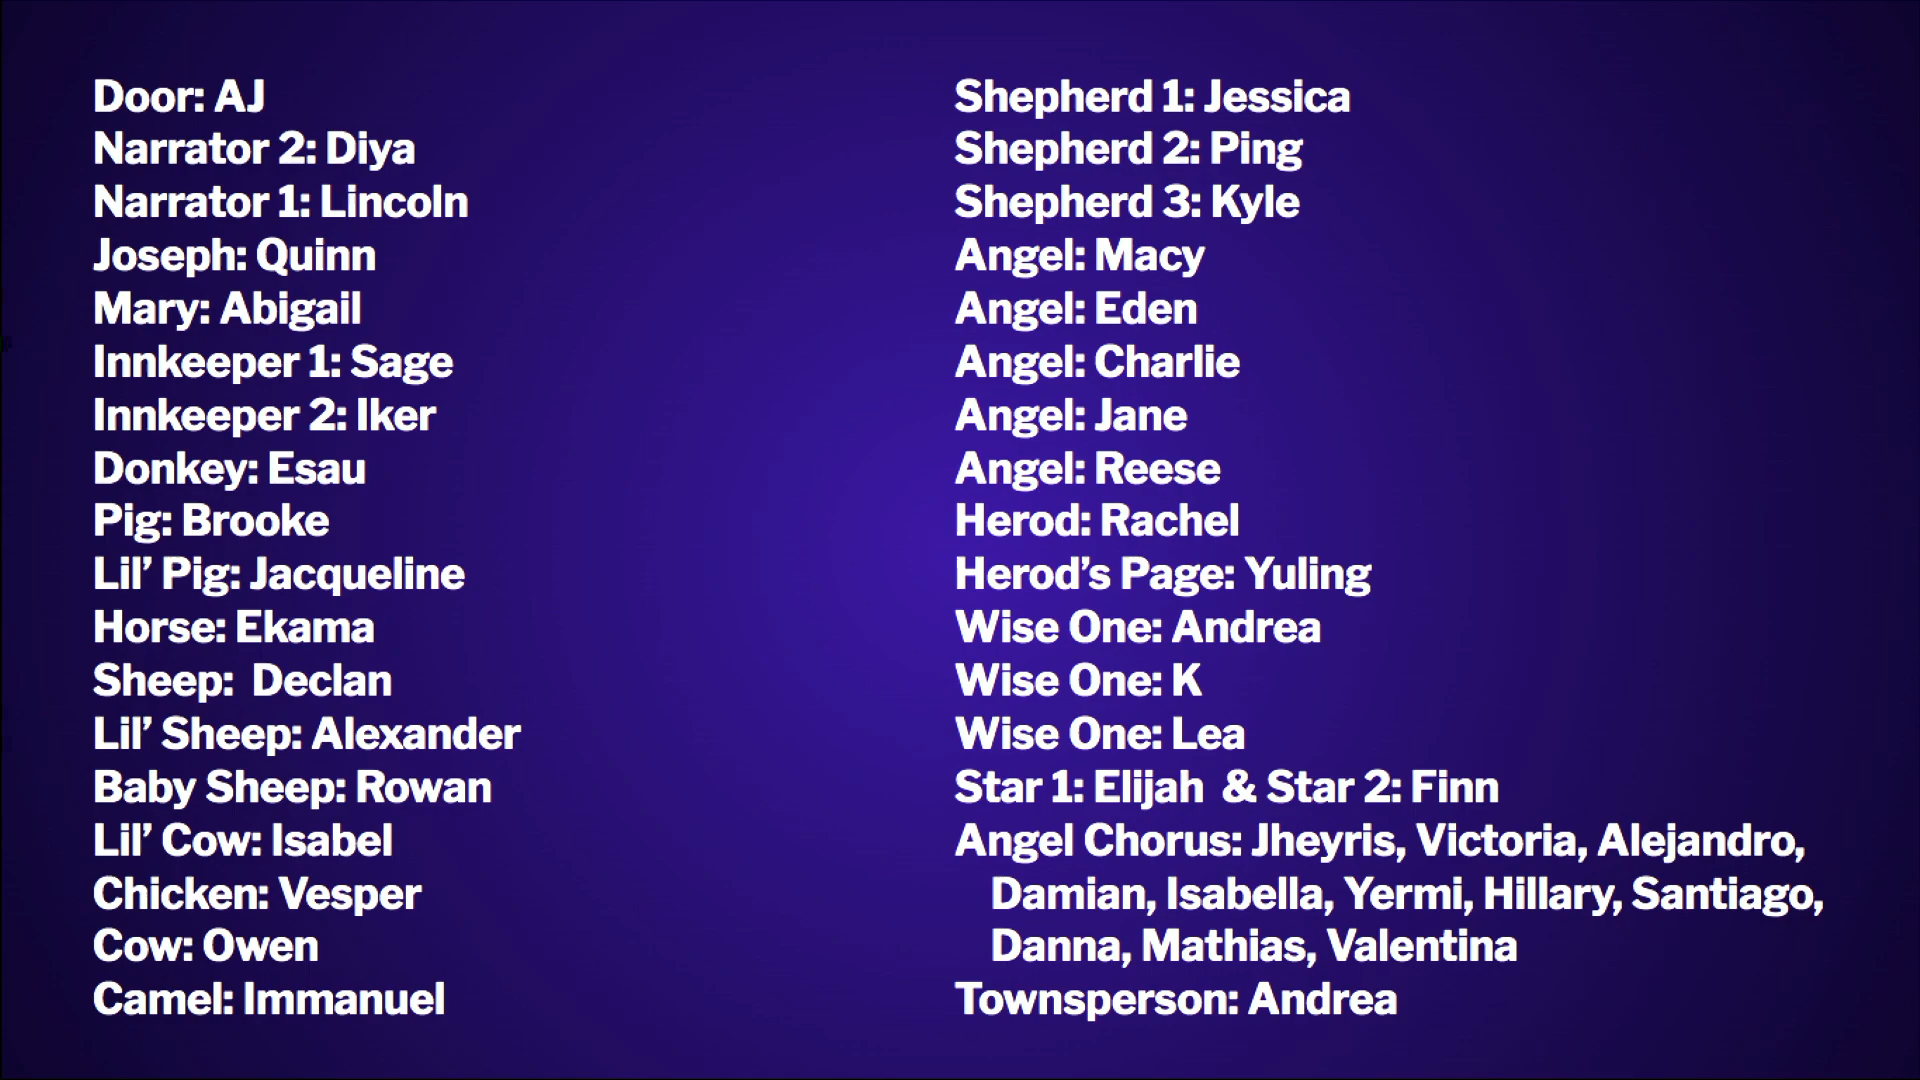 Door: AJ
Narrator 2: Diya
Narrator 1: Lincoln
Joseph: Quinn
Mary: Abigail
Innkeeper 1: Sage
Innkeeper 2: Iker
Donkey: Esau
Pig: Brooke
Lil’ Pig: Jacqueline
Horse: Ekama
Sheep:  Declan
Lil’ Sheep: Alexander
Baby Sheep: Rowan
Lil’ Cow: Isabel
Chicken: Vesper
Cow: Owen
Camel: Immanuel
Shepherd 1: Jessica
Shepherd 2: Ping
Shepherd 3: Kyle
Angel: Macy
Angel: Eden
Angel: Charlie
Angel: Jane
Angel: Reese
Herod: Rachel
Herod’s Page: Yuling
Wise One: Andrea
Wise One: K
Wise One: Lea
Star 1: Elijah  & Star 2: Finn
Angel Chorus: Jheyris, Victoria, Alejandro,
Damian, Isabella, Yermi, Hillary, Santiago,
Danna, Mathias, Valentina
Townsperson: Andrea